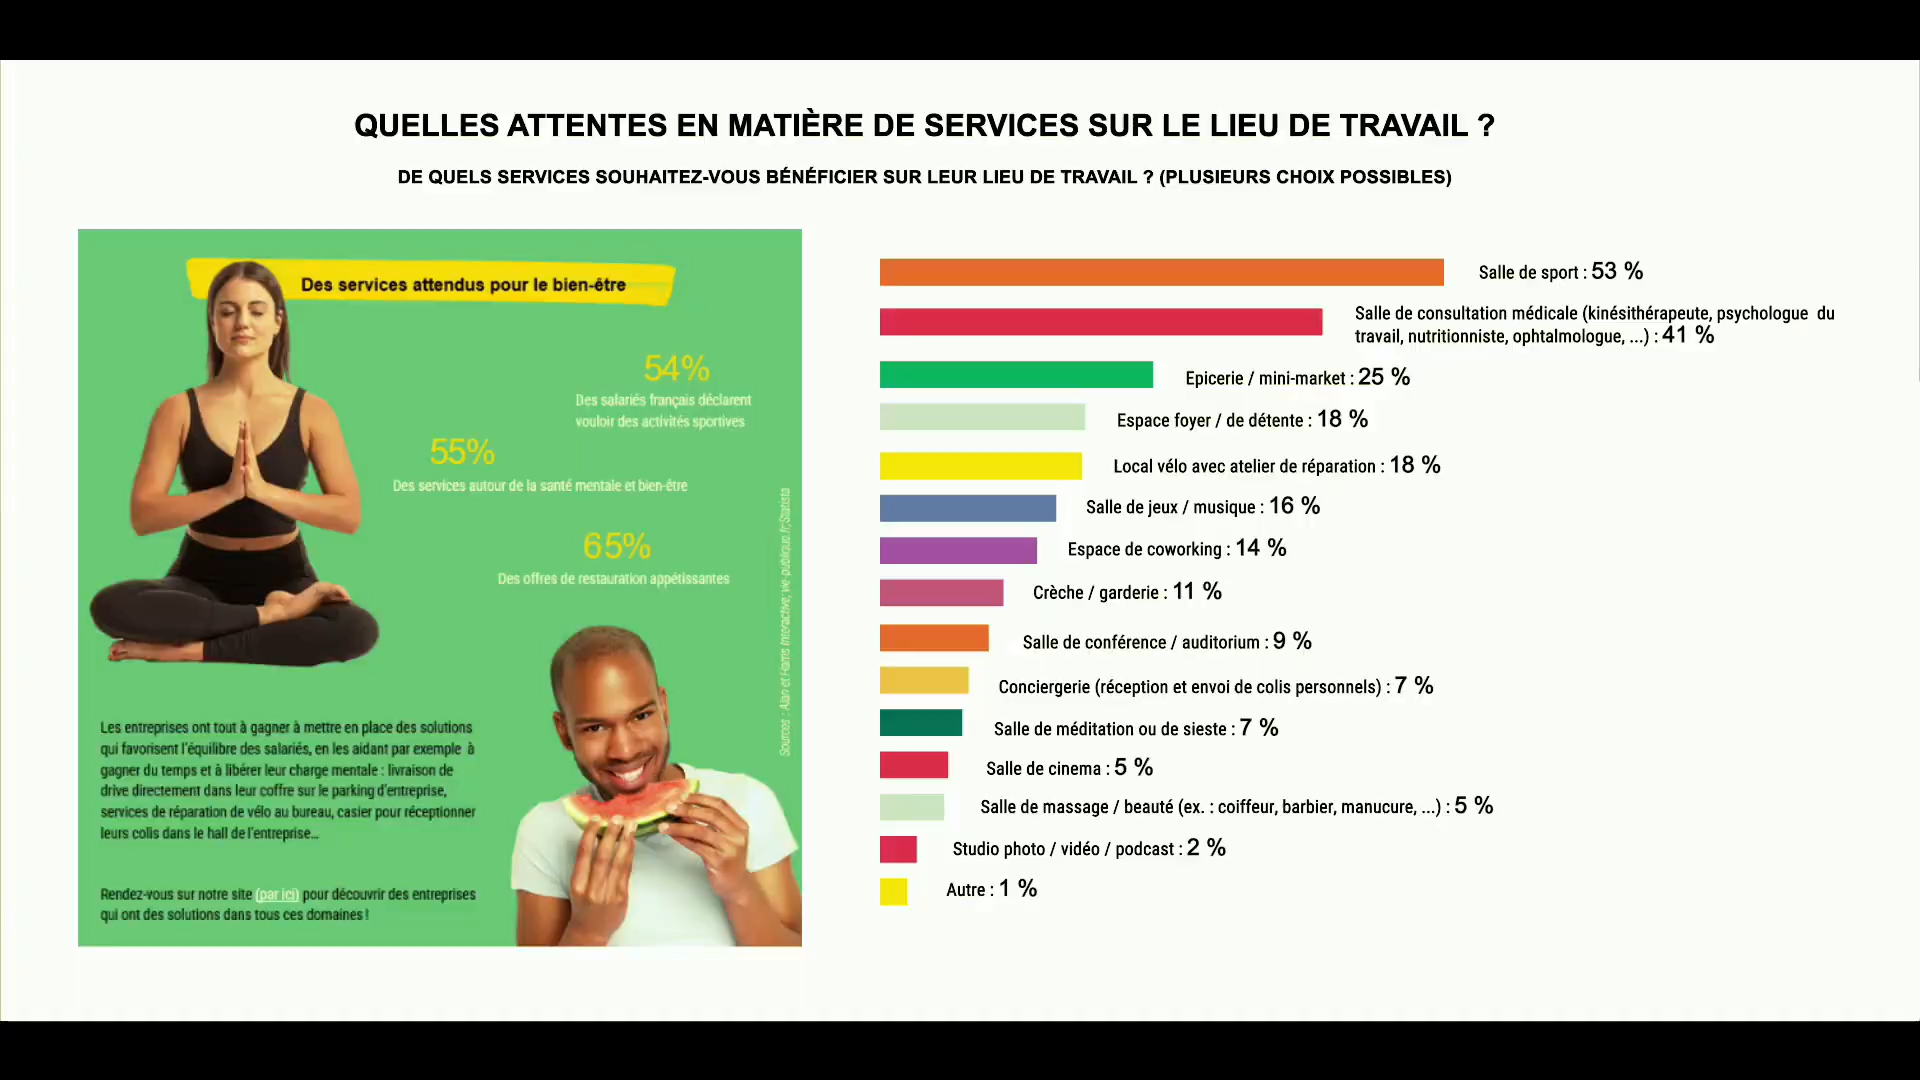 QUELLES ATTENTES EN MATIÈRE DE SERVICES SUR LE LIEU DE TRAVAIL ?
DE QUELS SERVICES SOUHAITEZ-VOUS BÉNÉFICIER SUR LEUR LIEU DE TRAVAIL ? (PLUSIEURS CHOIX POSSIBLES)
Des services attendus pour le bien-être
54%
Des salariés français déclarent
vouloir des activités sportives
55%
Des services autour de la santé mentale et bien-être
65%
Des offres de restauration appétissantes
Sources : Alan et Harris Interactive; vie-publique.fr; Statista
Les entreprises ont tout à gagner à mettre en place des solutions
qui favorisent l'équilibre des salariés, en les aidant par exemple à
gagner du temps et à libérer leur charge mentale : livraison de
drive directement dans leur coffre sur le parking d'entreprise,
services de réparation de vélo au bureau, casier pour réceptionner
leurs colis dans le hall de l'entreprise...
Rendez-vous sur notre site (par ici) pour découvrir des entreprises
qui ont des solutions dans tous ces domaines !
Salle de sport : 53 %
Salle de consultation médicale (kinésithérapeute, psychologue du
travail, nutritionniste, ophtalmologue, ...) : 41 %
Epicerie / mini-market : 25 %
Espace foyer / de détente : 18 %
Local vélo avec atelier de réparation : 18 %
Salle de jeux / musique : 16 %
Espace de coworking : 14 %
Crèche / garderie : 11 %
Salle de conférence / auditorium : 9 %
Conciergerie (réception et envoi de colis personnels) : 7 %
Salle de méditation ou de sieste : 7 %
Salle de cinema : 5 %
Salle de massage / beauté (ex. : coiffeur, barbier, manucure, ...) : 5 %
Studio photo / vidéo / podcast : 2 %
Autre : 1 %